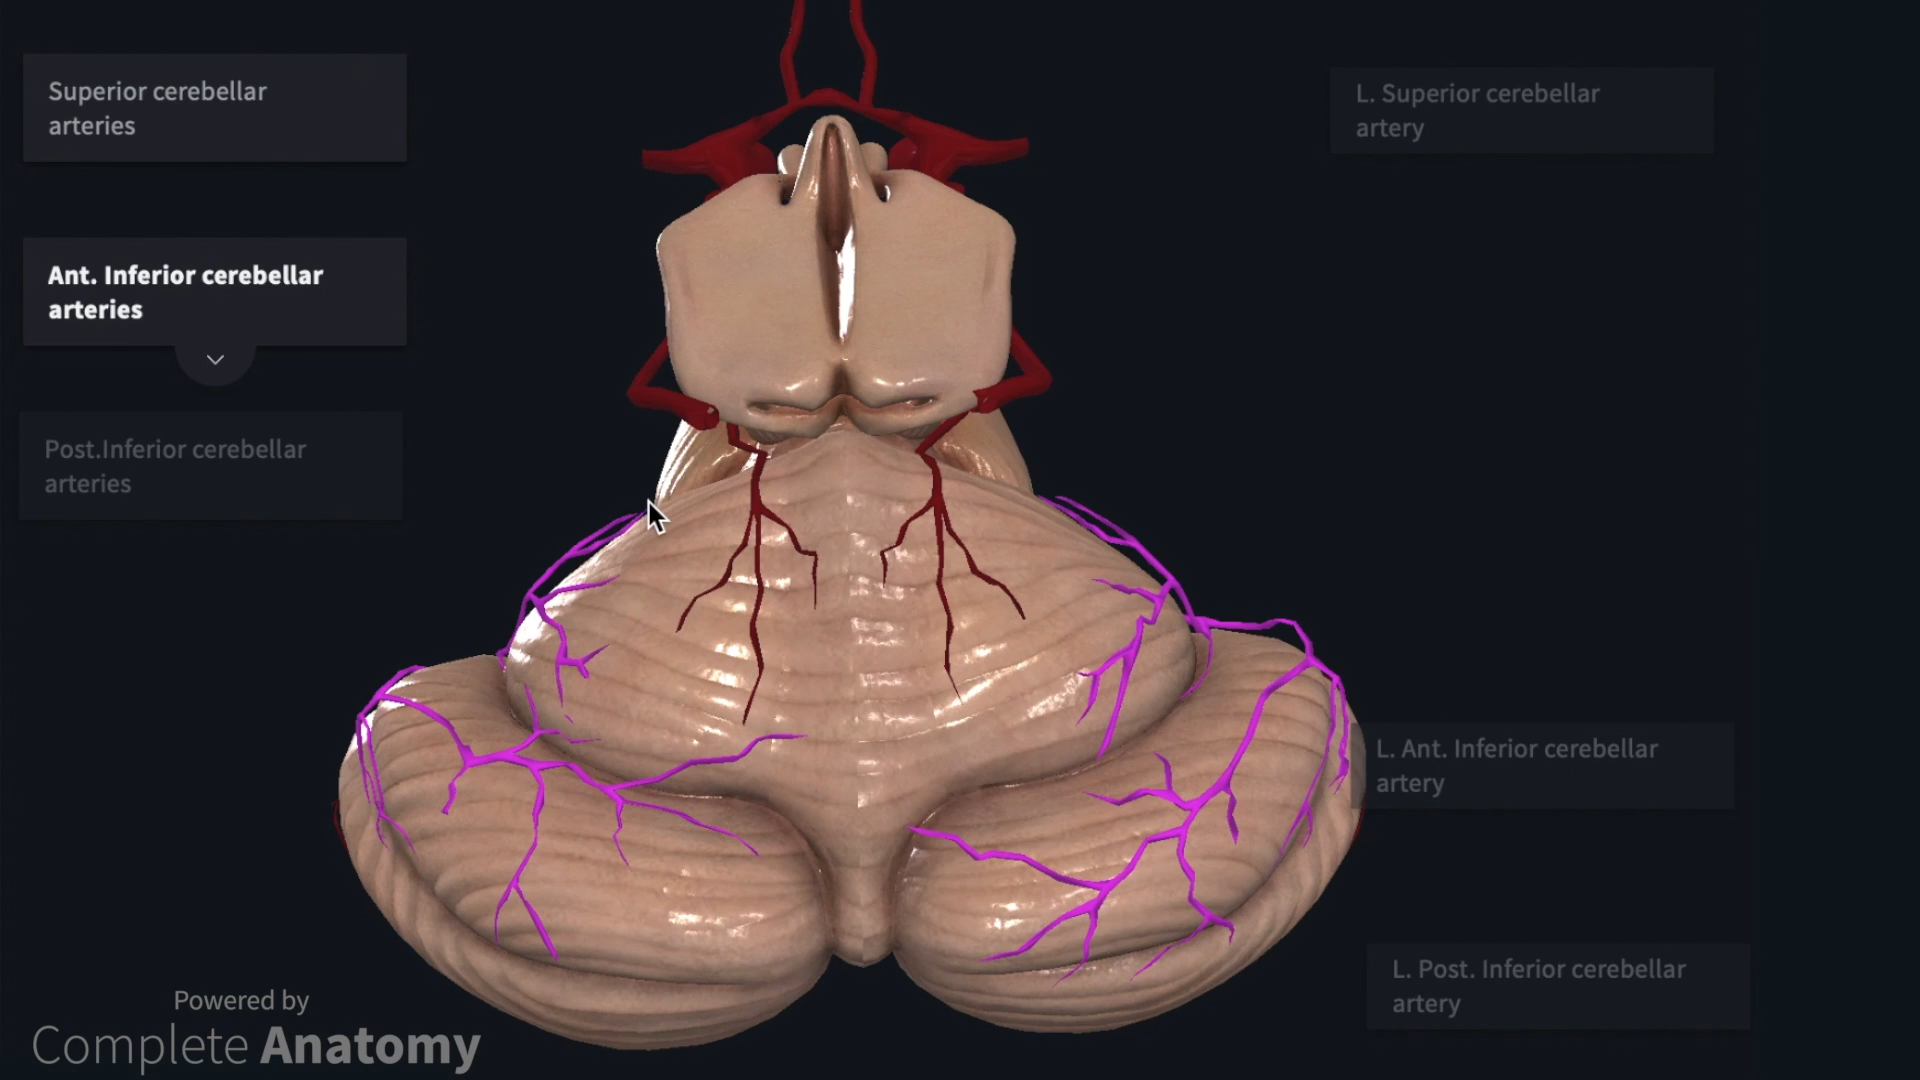 Superior cerebellar
arteries
Ant. Inferior cerebellar
arteries
Post.Inferior cerebellar
arteries
L. Superior cerebellar
artery
L. Ant. Inferior cerebellar
artery
L. Post. Inferior cerebellar
artery
Powered by
Complete Anatomy